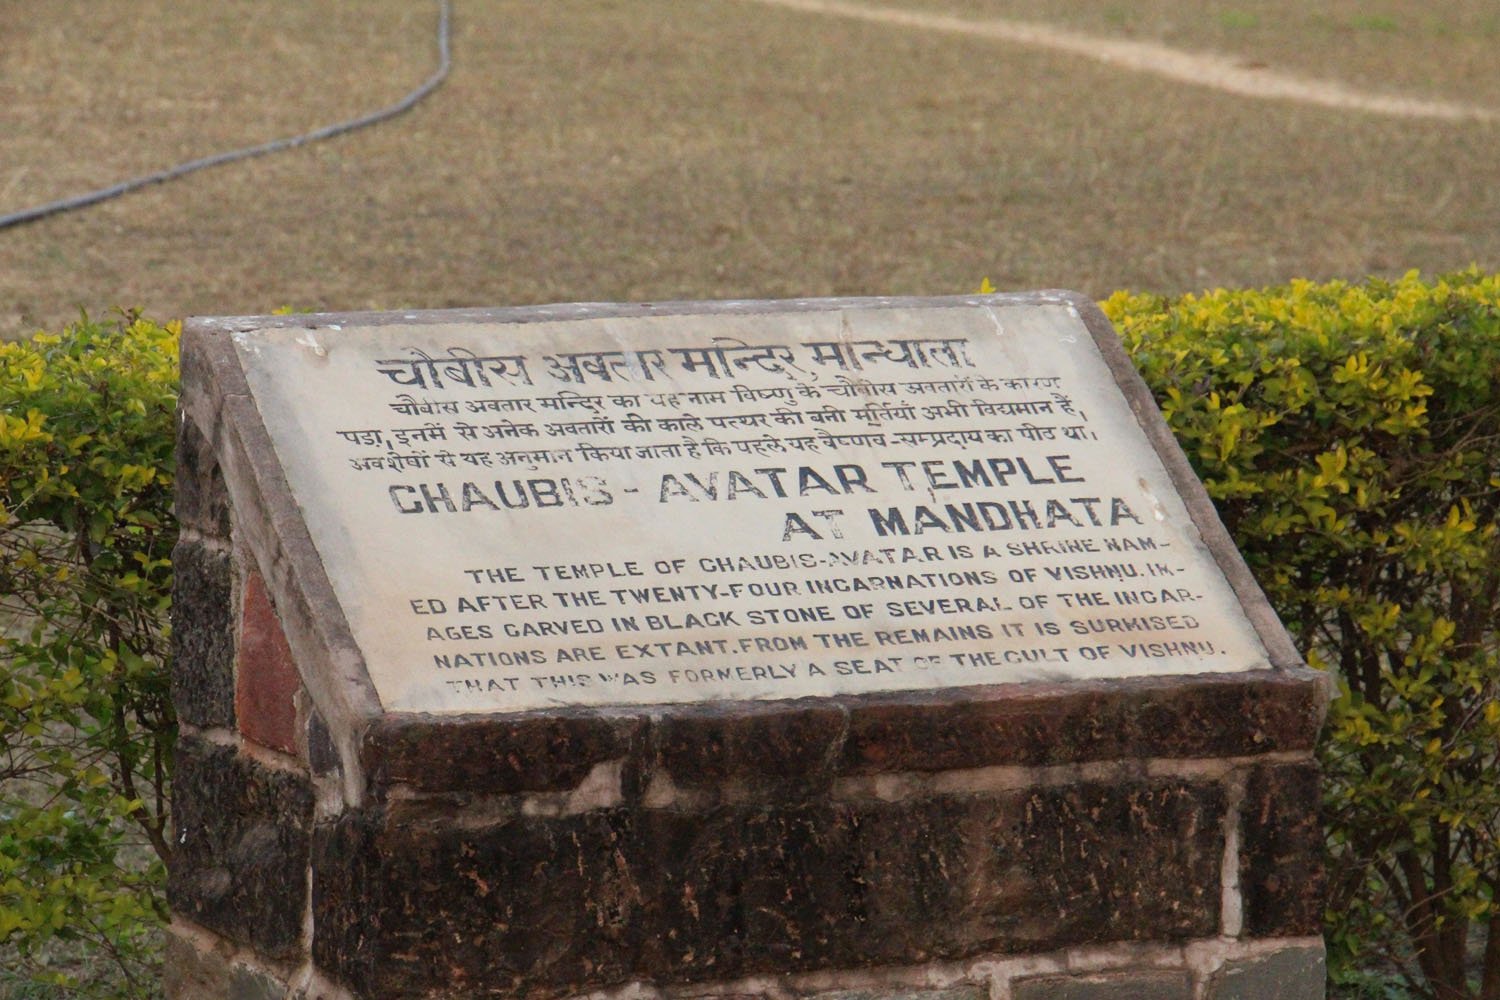 चौबीस अवतार मन्दिर मान्धाता
चौबीस अवतार मन्दिर का यह नाम विष्णु के चौबीस अवतारों के कारण
पडा, इनमें से अनेक अवतारों की काले पत्थर की बनी मूर्तियाँ अभी विद्यमान हैं,
अवशेषों से यह अनुमान किया जाता है कि पहले यह वैष्णव-सम्प्रदाय का पीठ था।
CHAUBIS-AVATAR TEMPLE
AT MANDHATA
THE TEMPLE OF CHAUBIS-AVATAR IS A SHRINE NAM-
ED AFTER THE TWENTY-FOUR INCARNATIONS OF VISHNU. IM-
AGES CARVED IN BLACK STONE OF SEVERAL OF THE INCAR-
NATIONS ARE EXTANT. FROM THE REMAINS IT IS SURMISED
THAT THIS WAS FORMERLY A SEAT OF THE CULT OF VISHNU.